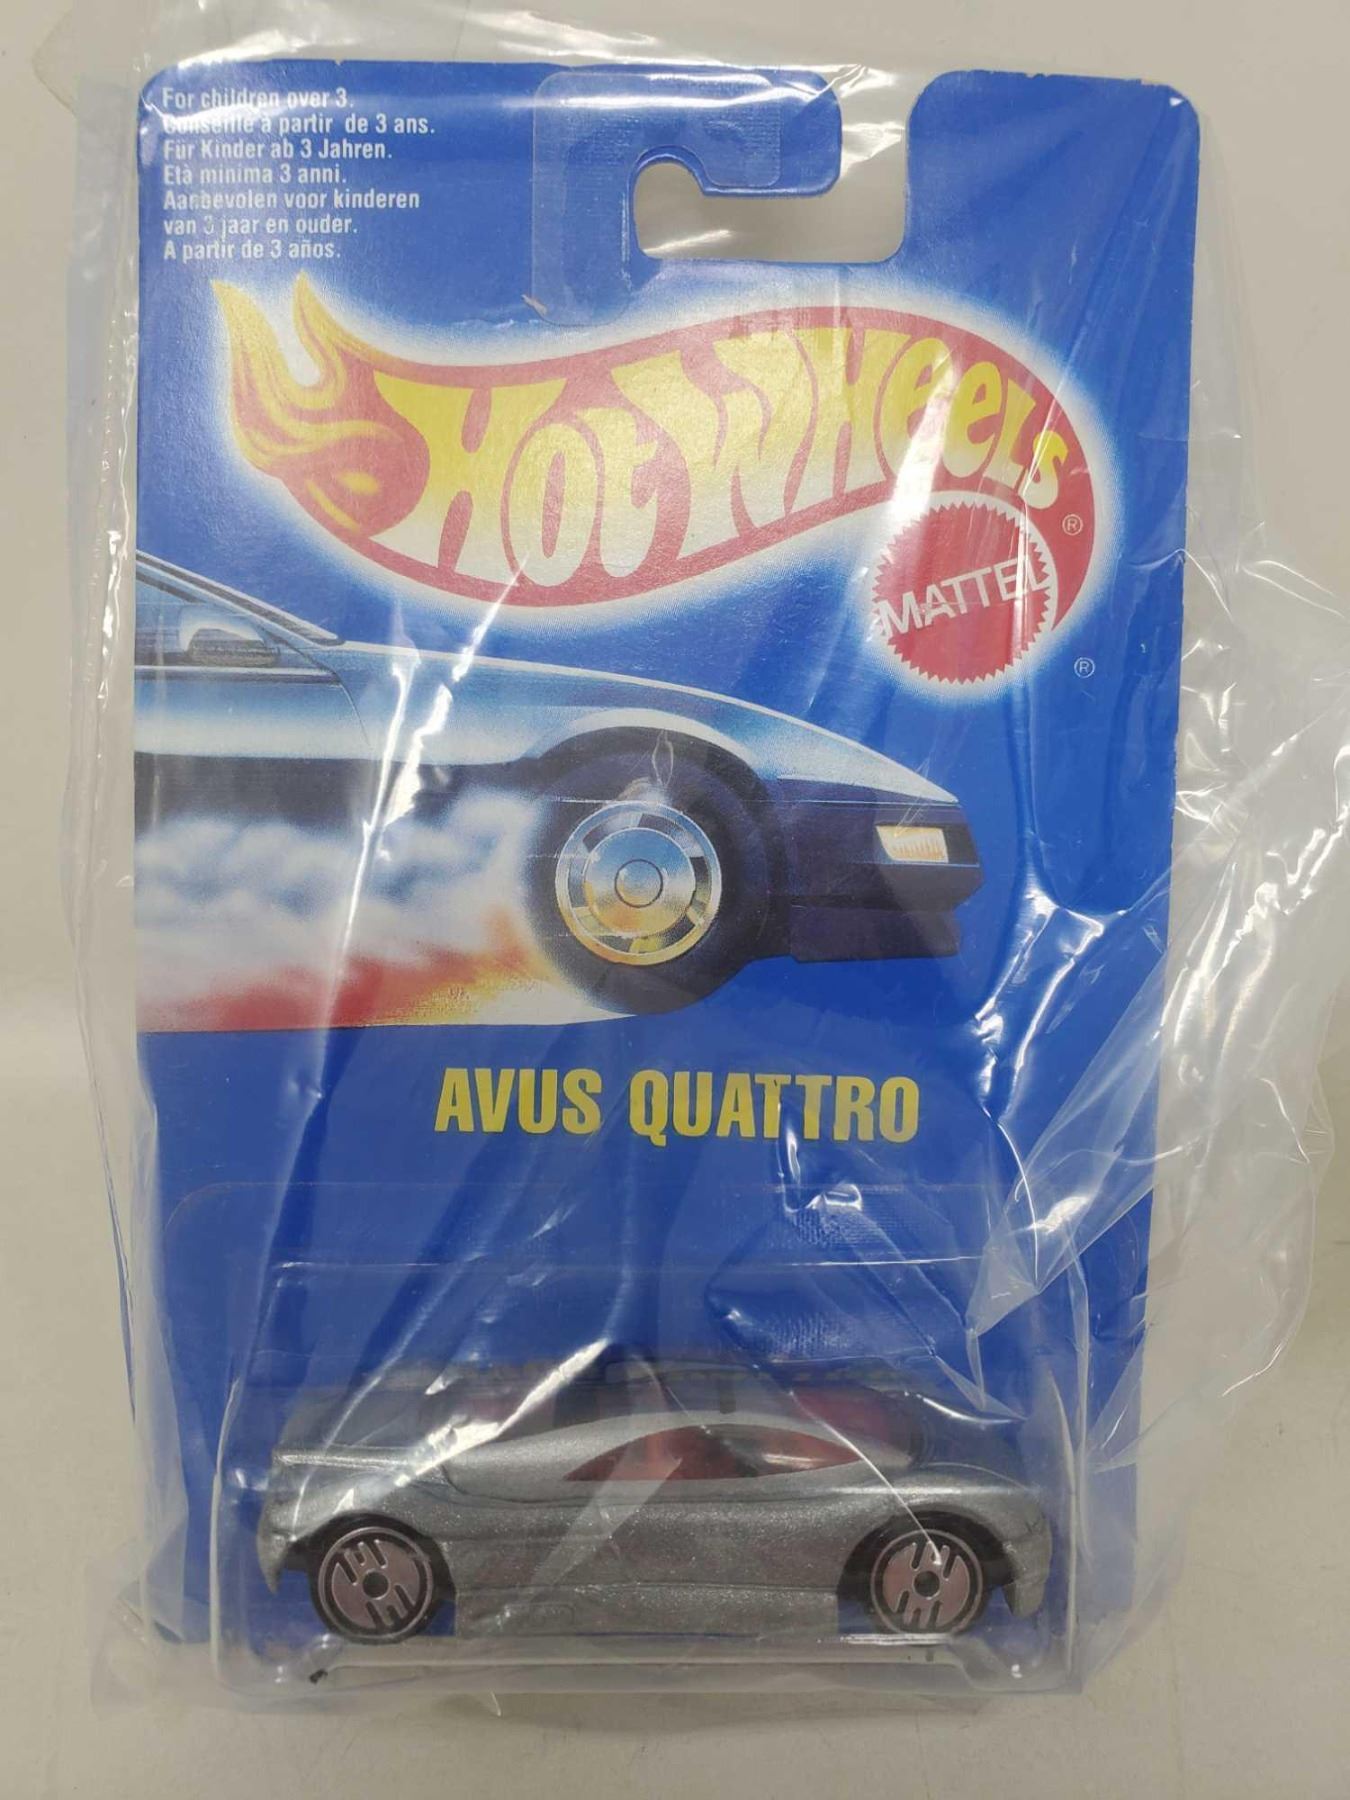 For children over 3.
Conseillé à partir de 3 ans.
Für Kinder ab 3 Jahren.
Età minima 3 anni.
Aanbevolen voor kinderen
van 3 jaar en ouder.
A partir de 3 años.
HOT WHEELS
®
MATTEL
®
AVUS QUATTRO